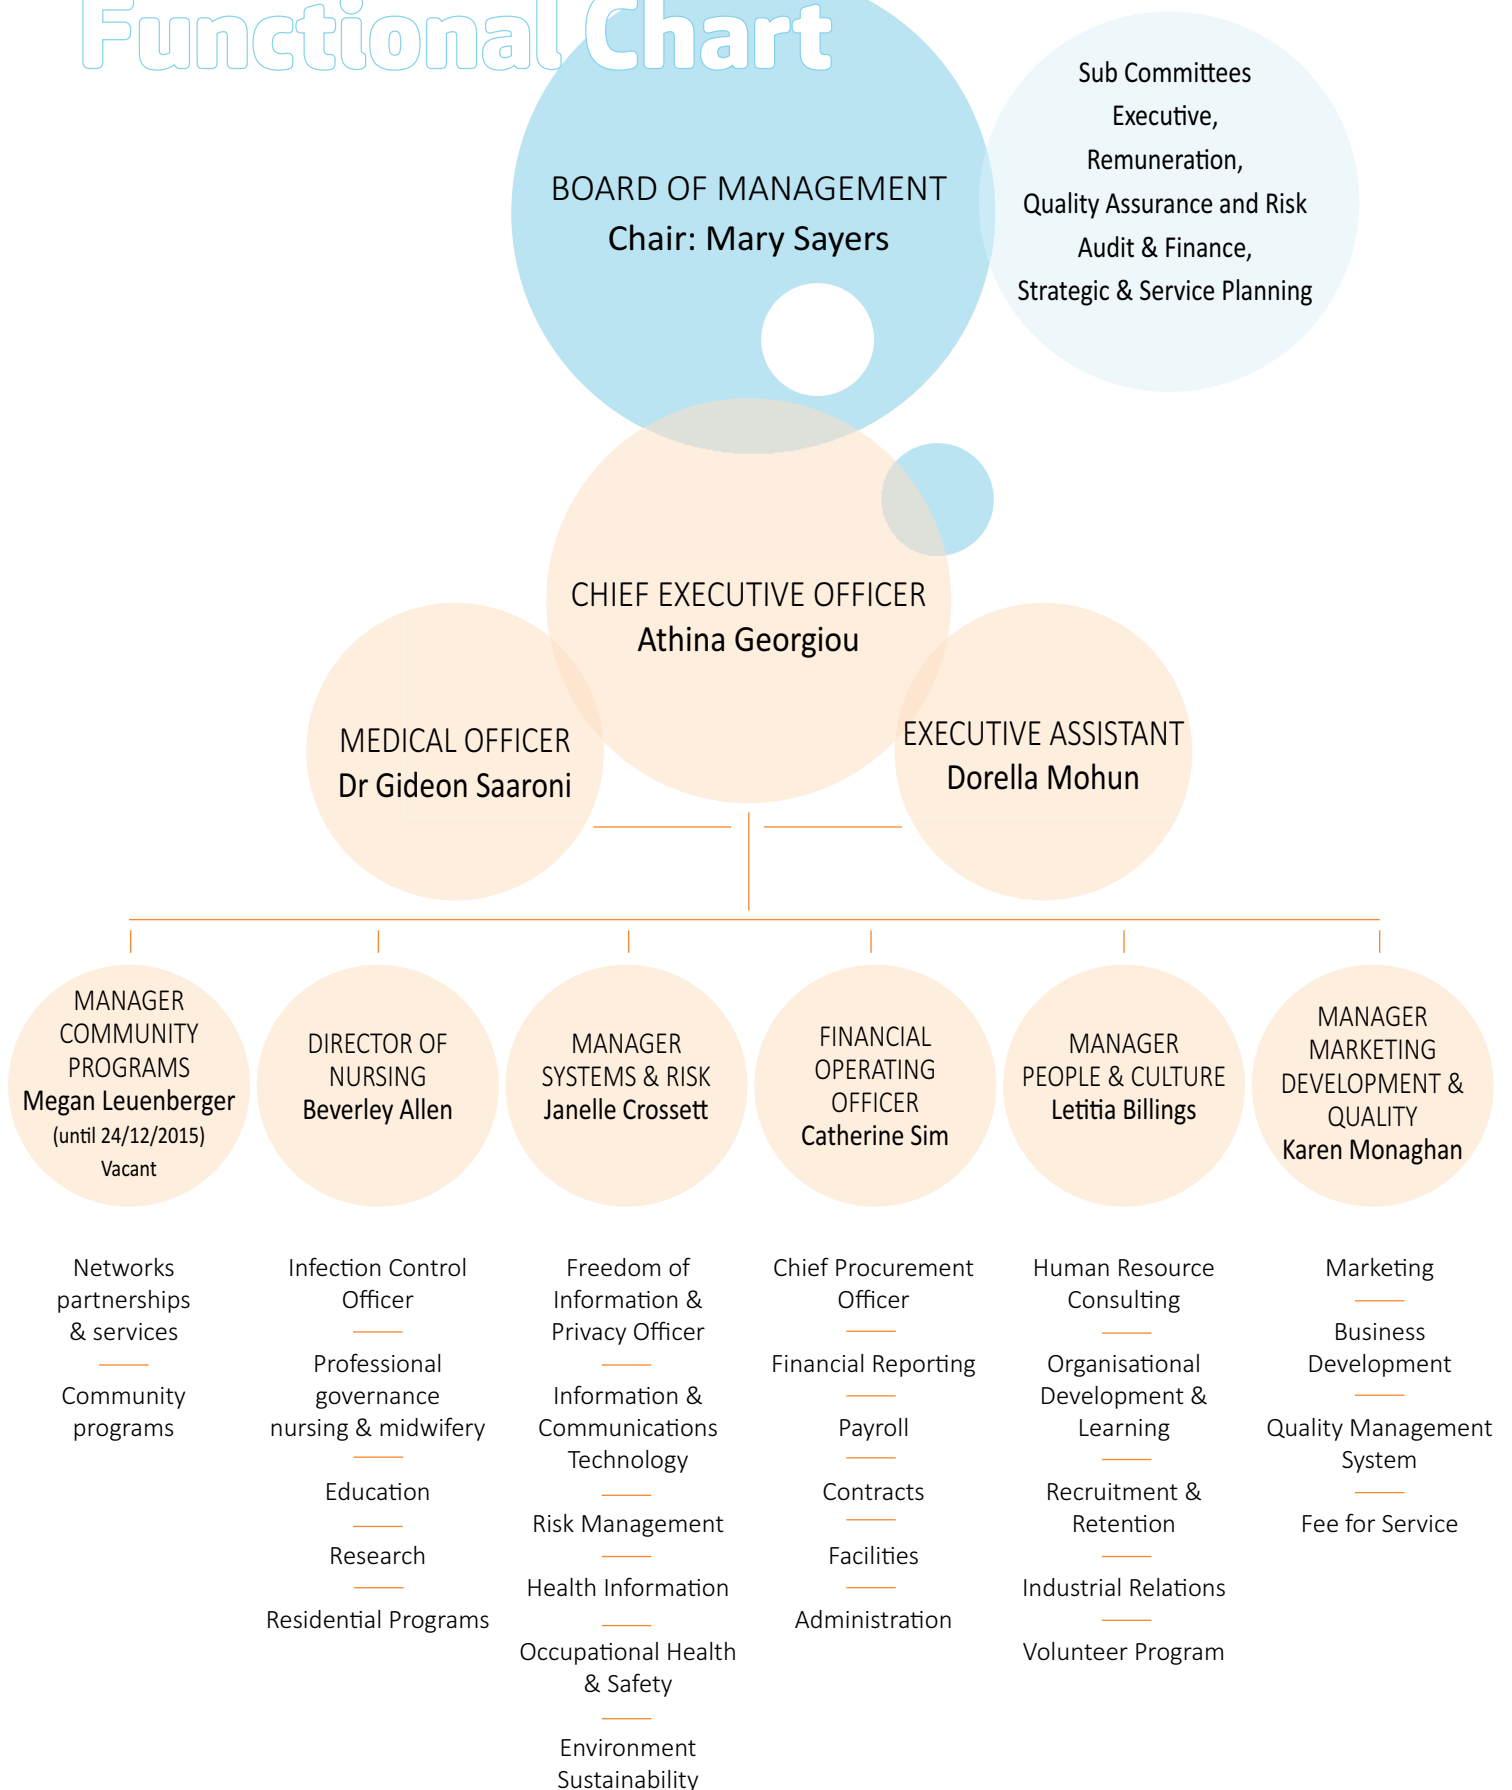 Functional Chart
BOARD OF MANAGEMENT
Chair: Mary Sayers
Sub Committees
Executive,
Remuneration,
Quality Assurance and Risk
Audit & Finance,
Strategic & Service Planning
CHIEF EXECUTIVE OFFICER
Athina Georgiou
MEDICAL OFFICER
Dr Gideon Saaroni
EXECUTIVE ASSISTANT
Dorella Mohun
MANAGER
COMMUNITY
PROGRAMS
Megan Leuenberger
(until 24/12/2015)
Vacant
Networks
partnerships
& services
Community
programs
DIRECTOR OF
NURSING
Beverley Allen
Infection Control
Officer
Professional
governance
nursing & midwifery
Education
Research
Residential Programs
MANAGER
SYSTEMS & RISK
Janelle Crossett
Freedom of
Information &
Privacy Officer
Information &
Communications
Technology
Risk Management
Health Information
Occupational Health
& Safety
Environment
Sustainability
FINANCIAL
OPERATING
OFFICER
Catherine Sim
Chief Procurement
Officer
Financial Reporting
Payroll
Contracts
Facilities
Administration
MANAGER
PEOPLE & CULTURE
Letitia Billings
Human Resource
Consulting
Organisational
Development &
Learning
Recruitment &
Retention
Industrial Relations
Volunteer Program
MANAGER
MARKETING
DEVELOPMENT &
QUALITY
Karen Monaghan
Marketing
Business
Development
Quality Management
System
Fee for Service